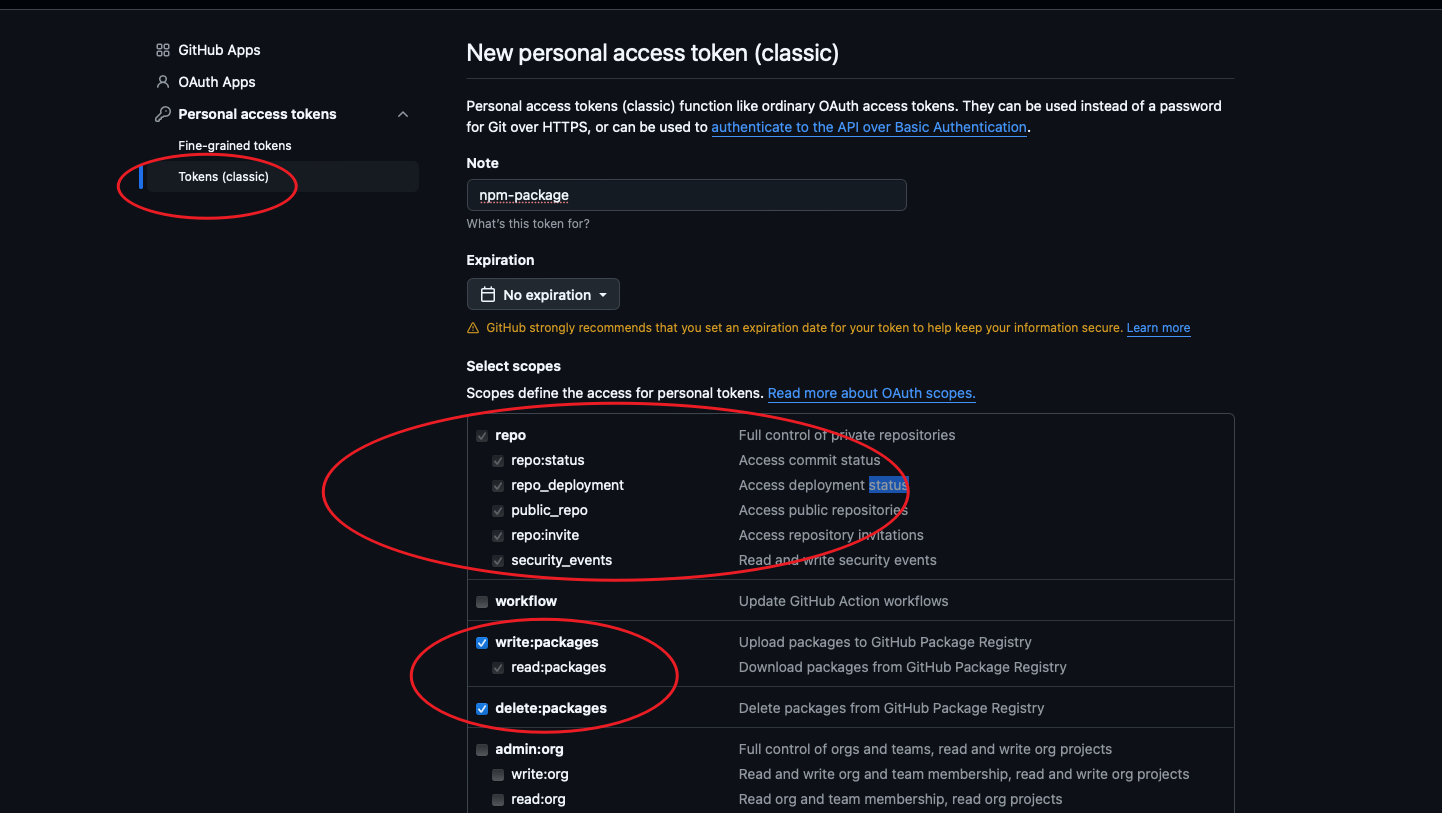 GitHub Apps
OAuth Apps
Personal access tokens
Fine-grained tokens
Tokens (classic)
New personal access token (classic)
Personal access tokens (classic) function like ordinary OAuth access tokens. They can be used instead of a password
for Git over HTTPS, or can be used to authenticate to the API over Basic Authentication.
Note
npm-package
What's this token for?
Expiration
No expiration
GitHub strongly recommends that you set an expiration date for your token to help keep your information secure. Learn more
Select scopes
Scopes define the access for personal tokens. Read more about OAuth scopes.
repo Full control of private repositories
repo:status Access commit status
repo_deployment Access deployment status
public_repo Access public repositories
repo:invite Access repository invitations
security_events Read and write security events
workflow Update GitHub Action workflows
write:packages Upload packages to GitHub Package Registry
read:packages Download packages from GitHub Package Registry
delete:packages Delete packages from GitHub Package Registry
admin:org Full control of orgs and teams, read and write org projects
write:org Read and write org and team membership, read and write org projects
read:org Read org and team membership, read org projects